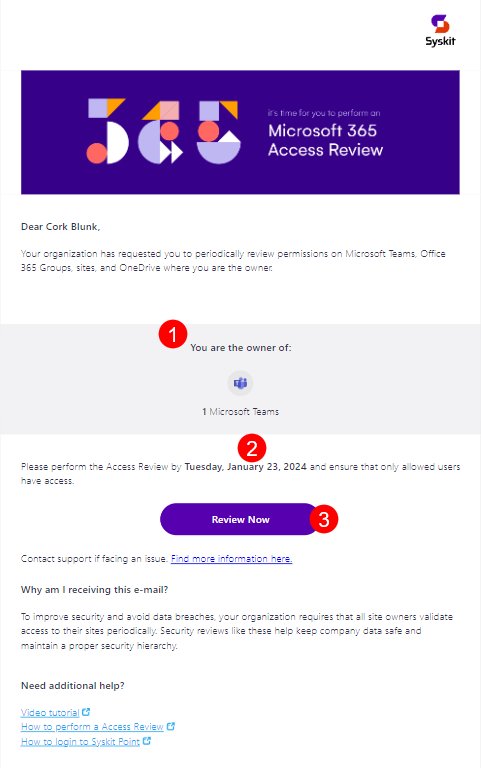 Syskit
365
it's time for you to perform an
Microsoft 365
Access Review
Dear Cork Blunk,
Your organization has requested you to periodically review permissions on Microsoft Teams, Office
365 Groups, sites, and OneDrive where you are the owner.
1
You are the owner of:
1 Microsoft Teams
2
Please perform the Access Review by Tuesday, January 23, 2024 and ensure that only allowed users
have access.
Review Now
3
Contact support if facing an issue. Find more information here.
Why am I receiving this e-mail?
To improve security and avoid data breaches, your organization requires that all site owners validate
access to their sites periodically. Security reviews like these help keep company data safe and
maintain a proper security hierarchy.
Need additional help?
Video tutorial
How to perform a Access Review
How to login to Syskit Point